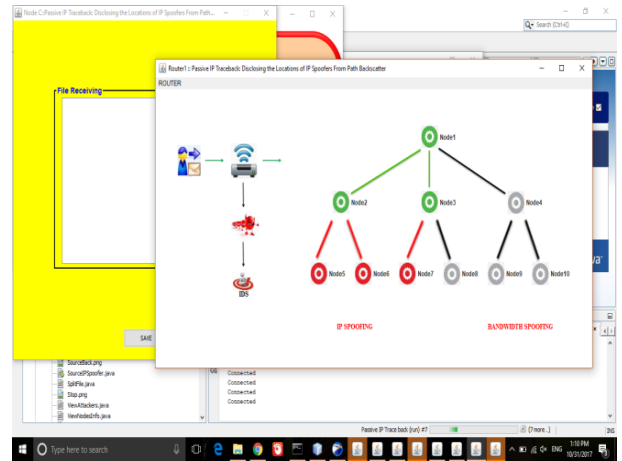 Node C:Passive IP Traceback: Disclosing the Locations of IP Spoofers From Path...
Search (Ctrl+I)
File Receiving
SAVE
Router1 :: Passive IP Traceback: Disclosing the Locations of IP Spoofers From Path Backscatter
ROUTER
Node1
Node2
Node3
Node4
Node5
Node6
Node7
Node8
Node9
Node10
IDS
IP SPOOFING
BANDWIDTH SPOOFING
SourceBack.png
SourceIPSpoofer.java
SplitFile.java
Stop.png
ViewAttackers.java
ViewNodesInfo.java
Connected
Connected
Connected
Connected
Passive IP Trace back (run) #7
(7 more...)
INS
Type here to search
ENG
1:10 PM
10/31/2017